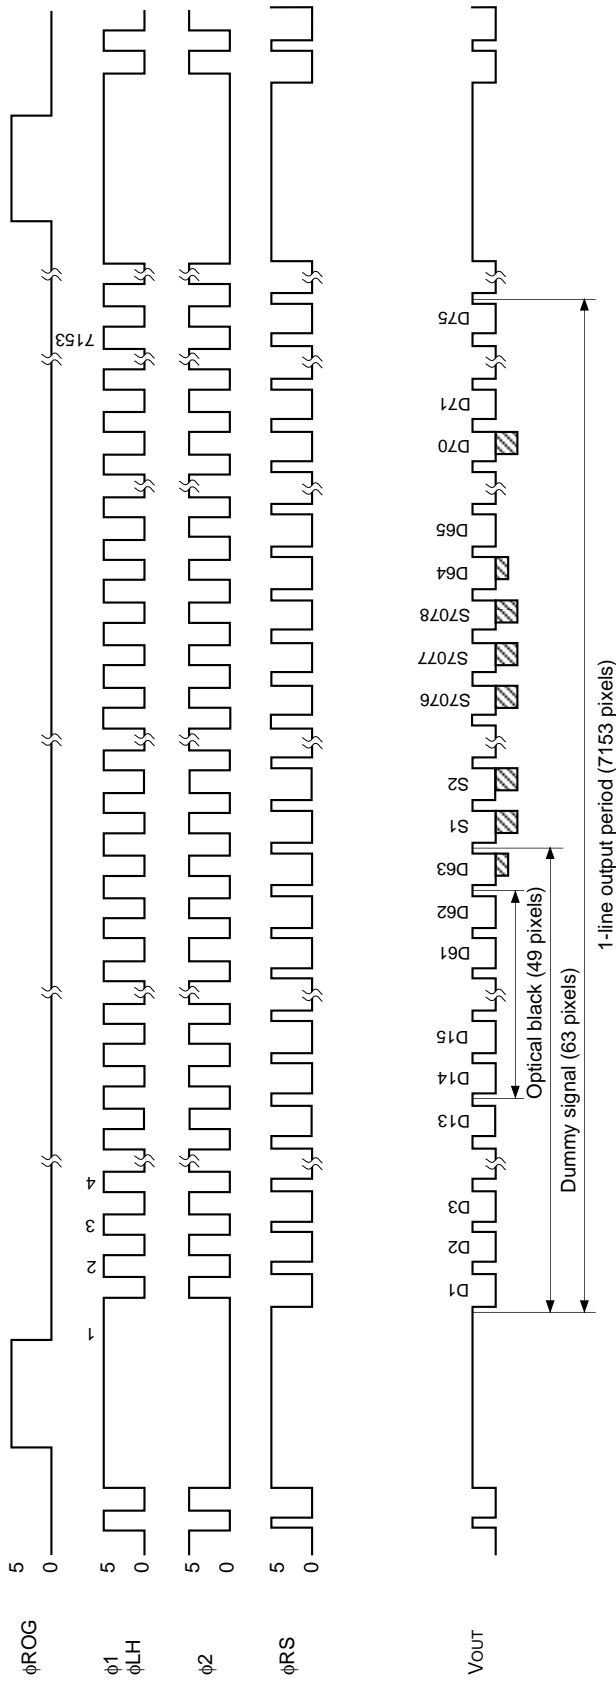 5
0
φROG
5
0
φ1
φLH
5
0
φ2
5
0
φRS
VOUT
1
2
3
4
7153
D1
D2
D3
D13
D14
D15
D61
D62
D63
S1
S2
S7076
S7077
S7078
D64
D65
D70
D71
D75
Optical black (49 pixels)
Dummy signal (63 pixels)
1-line output period (7153 pixels)